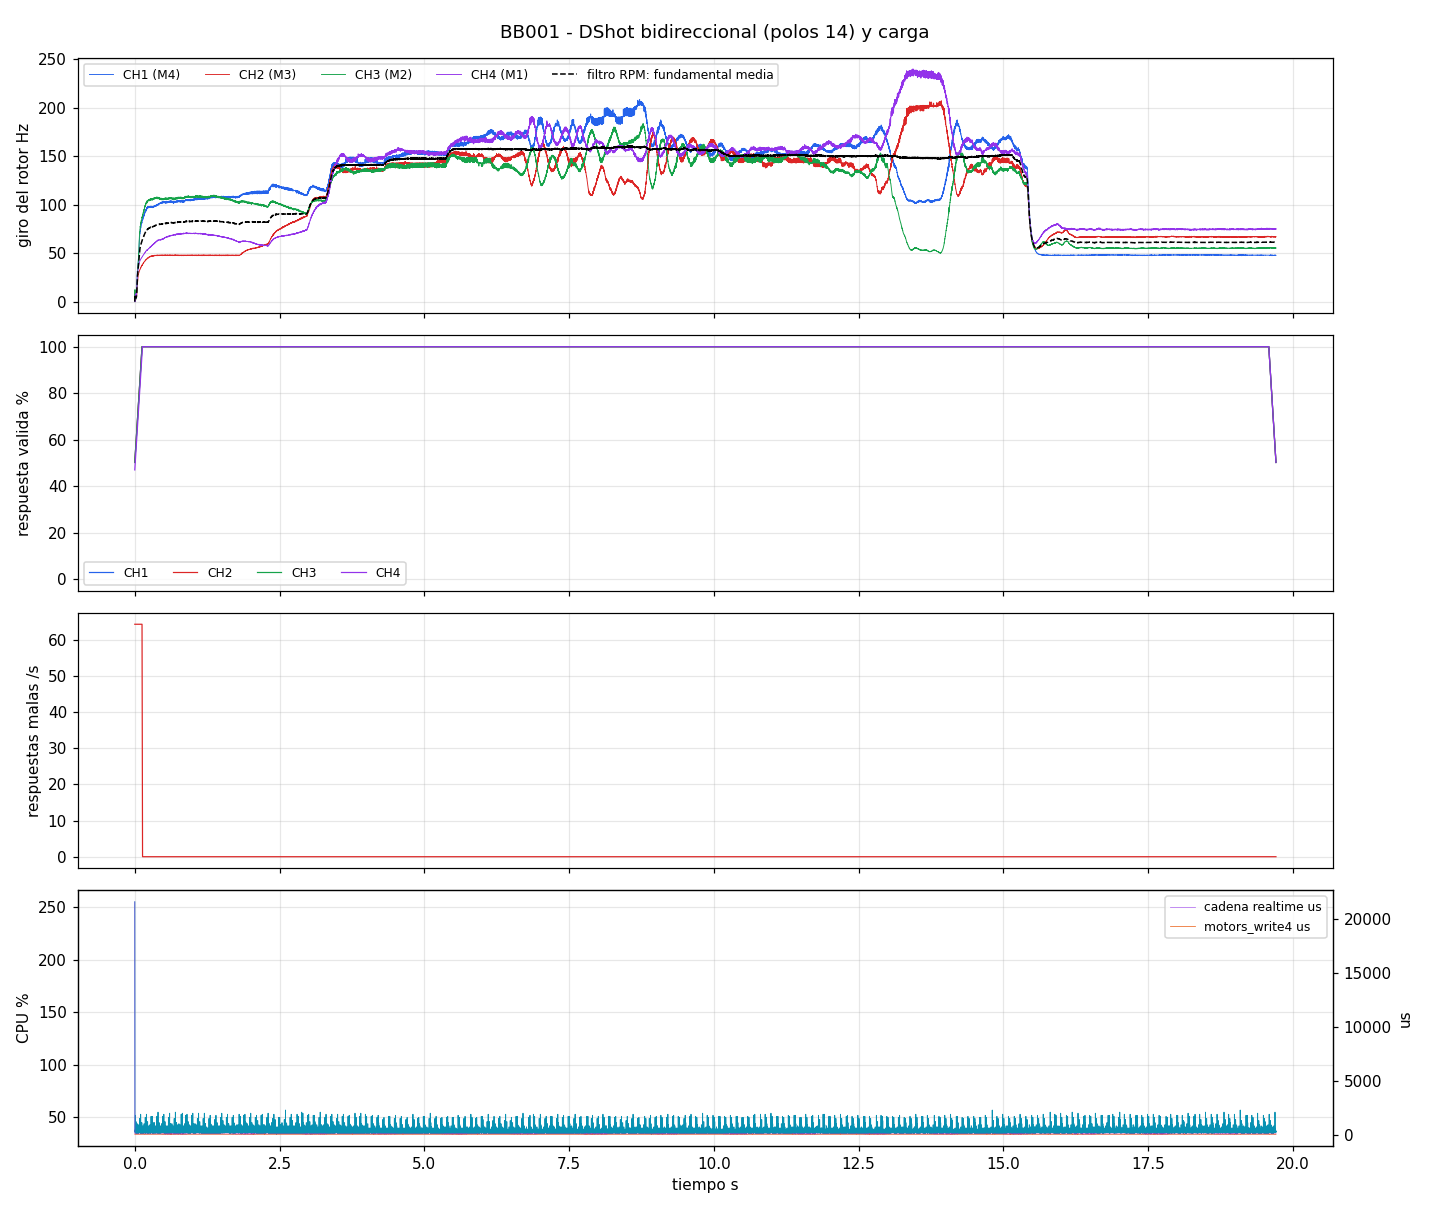 BB001 - DShot bidireccional (polos 14) y carga
CH1 (M4) CH2 (M3) CH3 (M2) CH4 (M1) filtro RPM: fundamental media
giro del rotor Hz
250
200
150
100
50
0
respuesta valida %
100
80
60
40
20
0
CH1 CH2 CH3 CH4
respuestas malas /s
60
50
40
30
20
10
0
CPU %
250
200
150
100
50
cadena realtime us
motors_write4 us
20000
15000
10000
5000
0
us
0.0 2.5 5.0 7.5 10.0 12.5 15.0 17.5 20.0
tiempo s